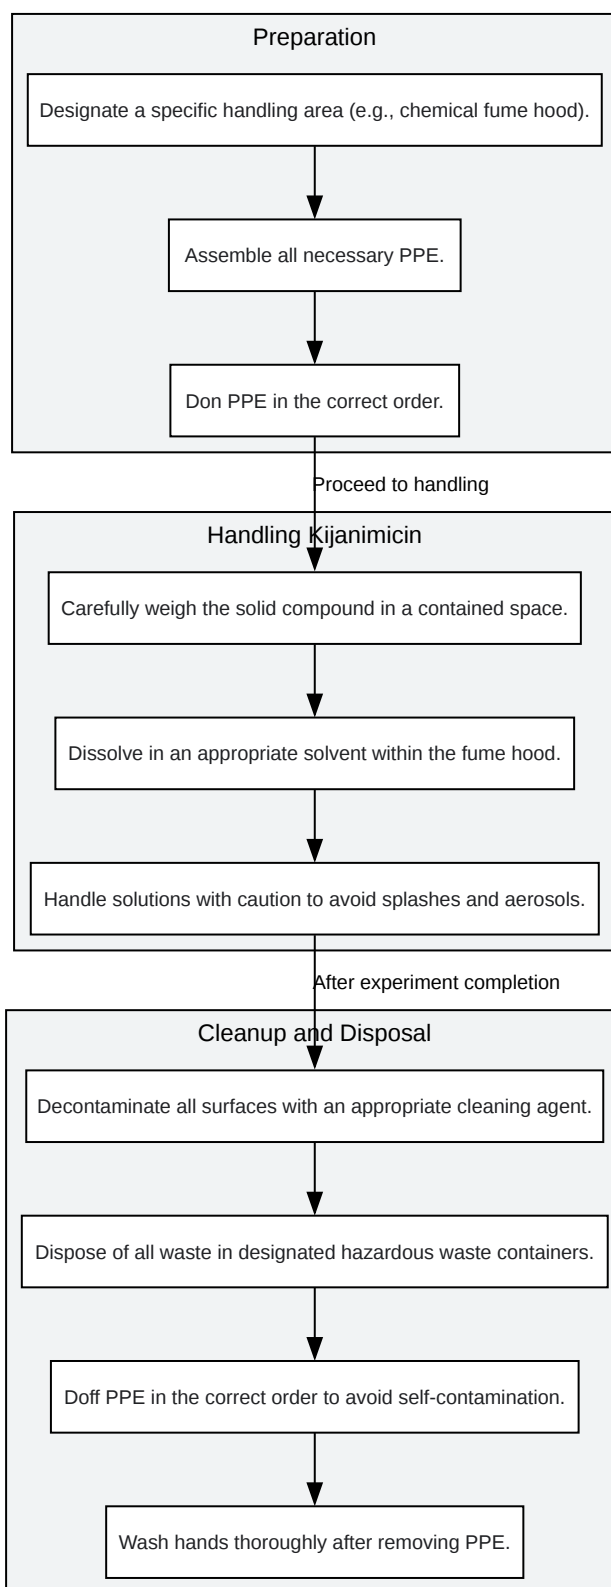 Preparation
Designate a specific handling area (e.g., chemical fume hood).
Assemble all necessary PPE.
Don PPE in the correct order.
Proceed to handling
Handling Kijanimicin
Carefully weigh the solid compound in a contained space.
Dissolve in an appropriate solvent within the fume hood.
Handle solutions with caution to avoid splashes and aerosols.
After experiment completion
Cleanup and Disposal
Decontaminate all surfaces with an appropriate cleaning agent.
Dispose of all waste in designated hazardous waste containers.
Doff PPE in the correct order to avoid self-contamination.
Wash hands thoroughly after removing PPE.